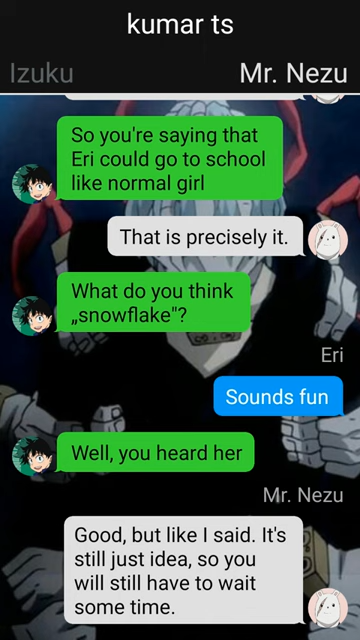 kumar ts
Izuku
Mr. Nezu
So you're saying that
Eri could go to school
like normal girl
That is precisely it.
What do you think
„snowflake"?
Eri
Sounds fun
Well, you heard her
Mr. Nezu
Good, but like I said. It's
still just idea, so you
will still have to wait
some time.